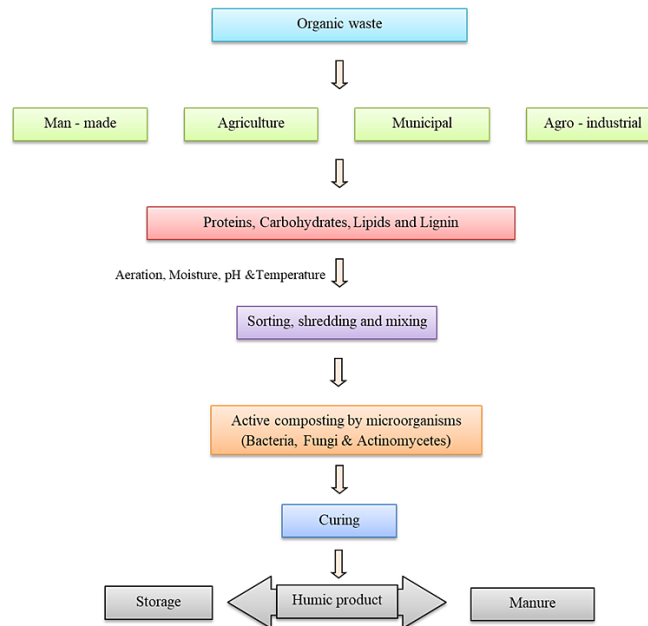 Organic waste
Man - made
Agriculture
Municipal
Agro - industrial
Proteins, Carbohydrates, Lipids and Lignin
Aeration, Moisture, pH &Temperature
Sorting, shredding and mixing
Active composting by microorganisms
(Bacteria, Fungi & Actinomycetes)
Curing
Storage
Humic product
Manure